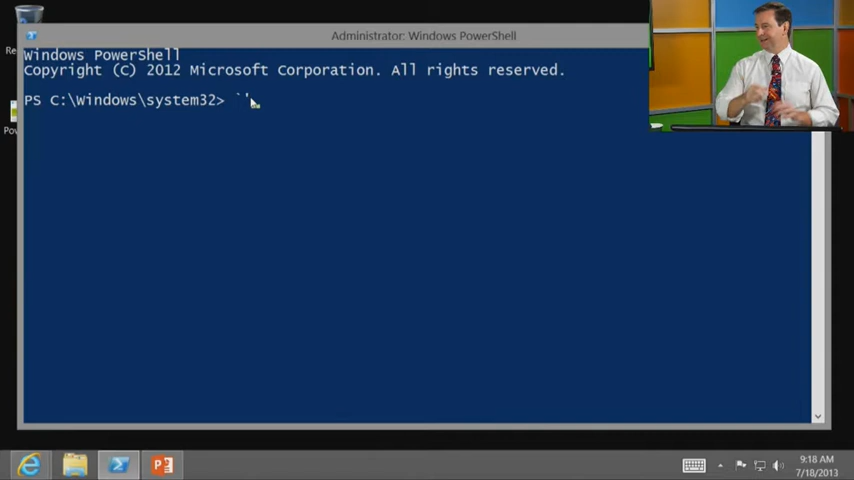 Administrator: Windows PowerShell
Windows PowerShell
Copyright (C) 2012 Microsoft Corporation. All rights reserved.
PS C:\Windows\system32> `'
9:18 AM
7/18/2013